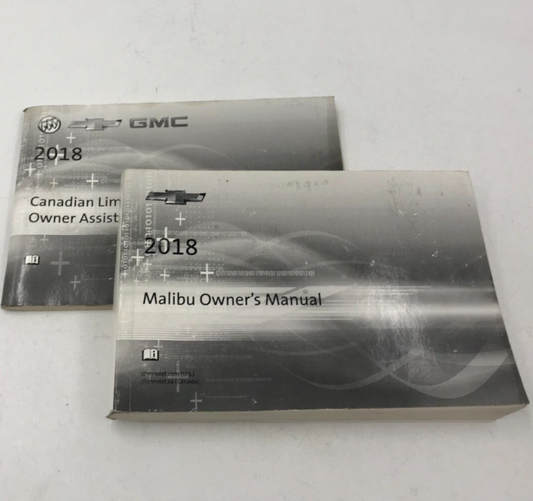 GMC
2018
Canadian Lim
Owner Assist
2018
Malibu Owner's Manual